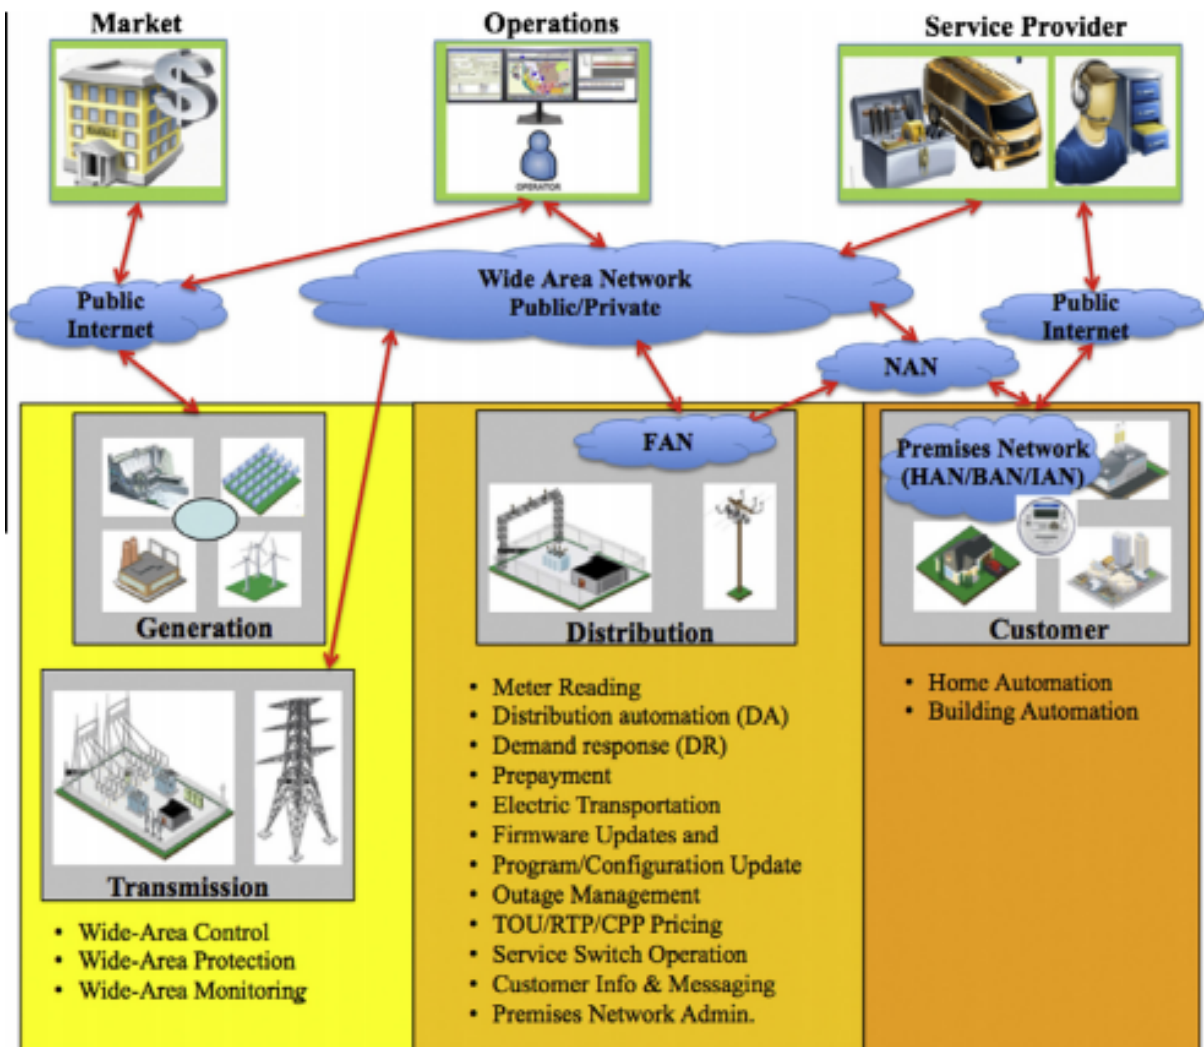 Market
Operations
Service Provider
OPERATOR
Public
Internet
Wide Area Network
Public/Private
Public
Internet
NAN
FAN
Premises Network
(HAN/BAN/IAN)
Generation
Distribution
Customer
Transmission
• Wide-Area Control
• Wide-Area Protection
• Wide-Area Monitoring
• Meter Reading
• Distribution automation (DA)
• Demand response (DR)
• Prepayment
• Electric Transportation
• Firmware Updates and
• Program/Configuration Update
• Outage Management
• TOU/RTP/CPP Pricing
• Service Switch Operation
• Customer Info & Messaging
• Premises Network Admin.
• Home Automation
• Building Automation